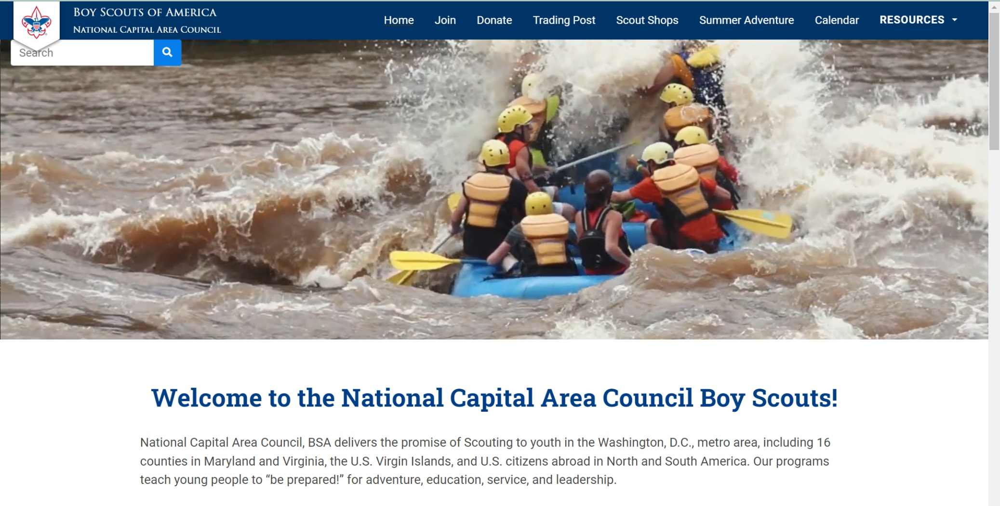 BOY SCOUTS OF AMERICA
NATIONAL CAPITAL AREA COUNCIL
Home Join Donate Trading Post Scout Shops Summer Adventure Calendar RESOURCES
Search
Welcome to the National Capital Area Council Boy Scouts!
National Capital Area Council, BSA delivers the promise of Scouting to youth in the Washington, D.C., metro area, including 16
counties in Maryland and Virginia, the U.S. Virgin Islands, and U.S. citizens abroad in North and South America. Our programs
teach young people to “be prepared!” for adventure, education, service, and leadership.